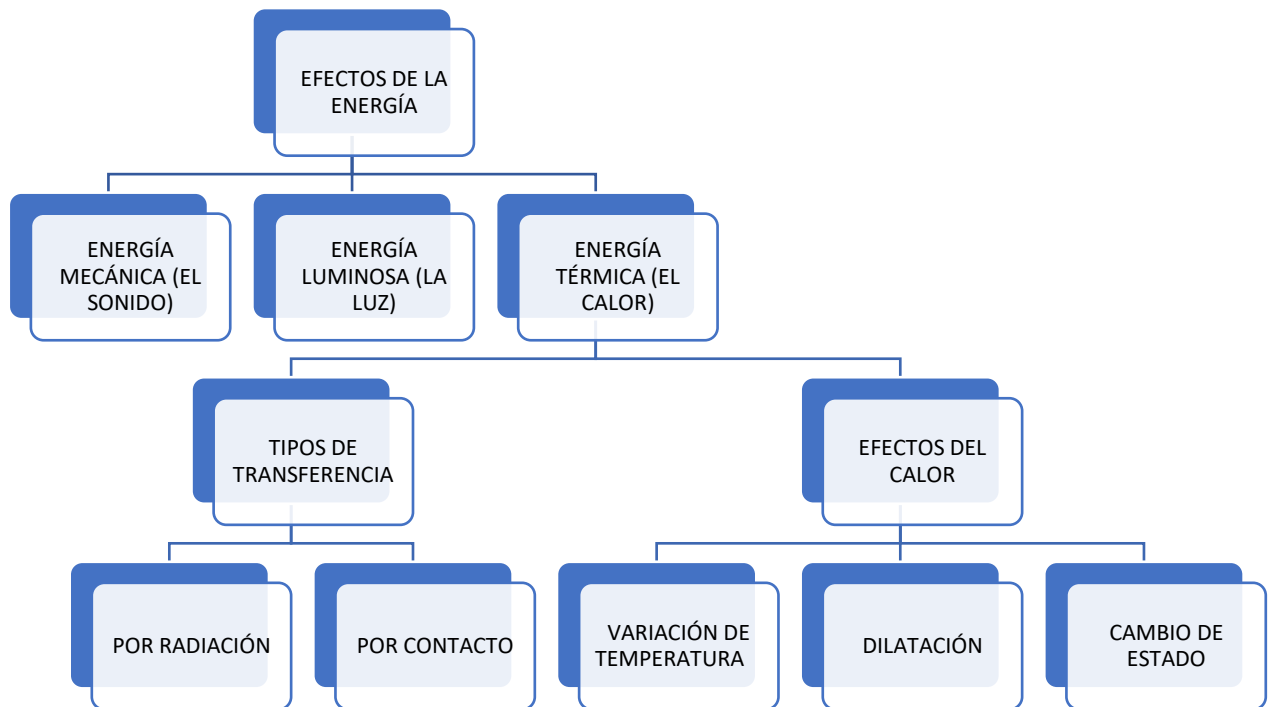 EFECTOS DE LA
ENERGÍA
ENERGÍA
MECÁNICA (EL
SONIDO)
ENERGÍA
LUMINOSA (LA
LUZ)
ENERGÍA
TÉRMICA (EL
CALOR)
TIPOS DE
TRANSFERENCIA
EFECTOS DEL
CALOR
POR RADIACIÓN
POR CONTACTO
VARIACIÓN DE
TEMPERATURA
DILATACIÓN
CAMBIO DE
ESTADO